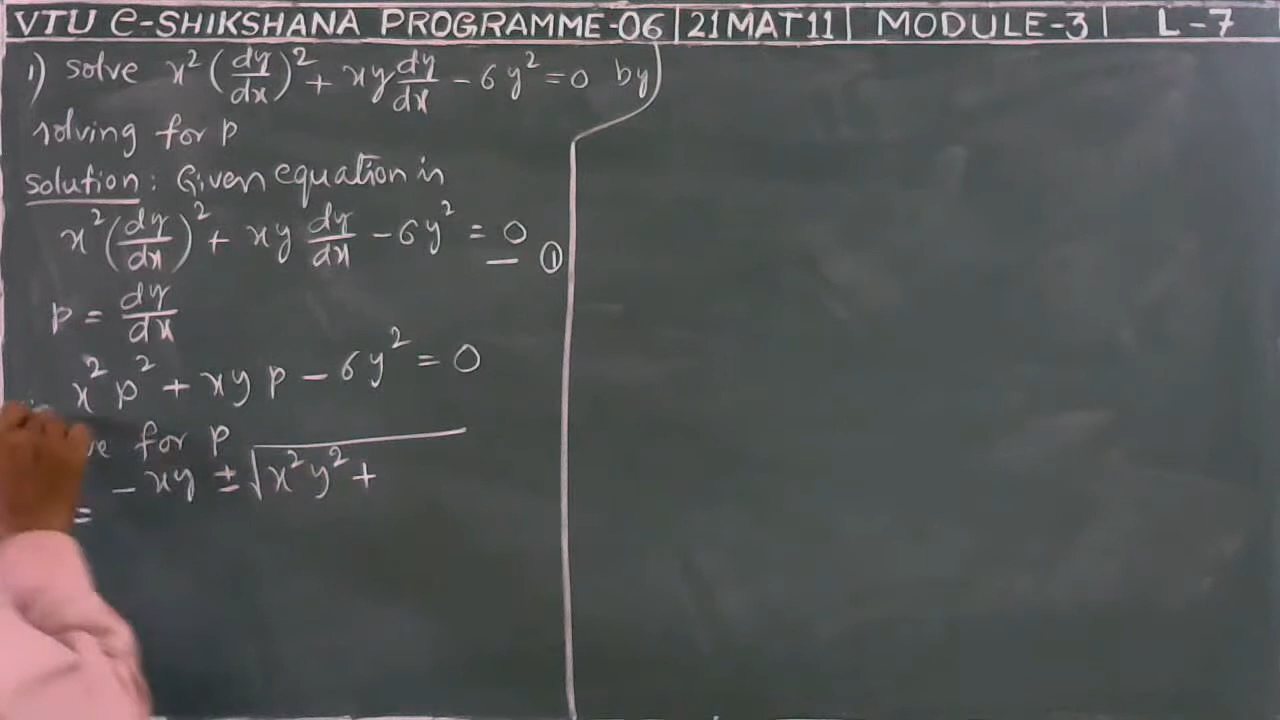 VTU e-SHIKSHANA PROGRAMME-06 | 21MAT11 | MODULE-3 | L-7
1) solve x²(dy/dx)² + xy dy/dx - 6y² = 0 by
solving for p
Solution: Given equation is
x²(dy/dx)² + xy dy/dx - 6y² = 0 — ①
p = dy/dx
x²p² + xyp - 6y² = 0
for p
= -xy ± √x²y² +